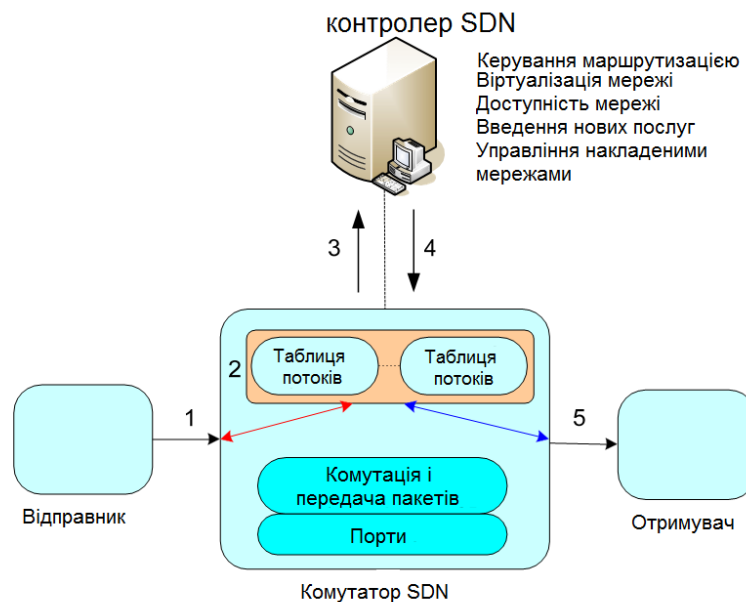 контролер SDN
Керування маршрутизацією
Віртуалізація мережі
Доступність мережі
Введення нових послуг
Управління накладеними
мережами
3
4
2
Таблиця
потоків
Таблиця
потоків
1
5
Комутація і
передача пакетів
Порти
Відправник
Отримувач
Комутатор SDN